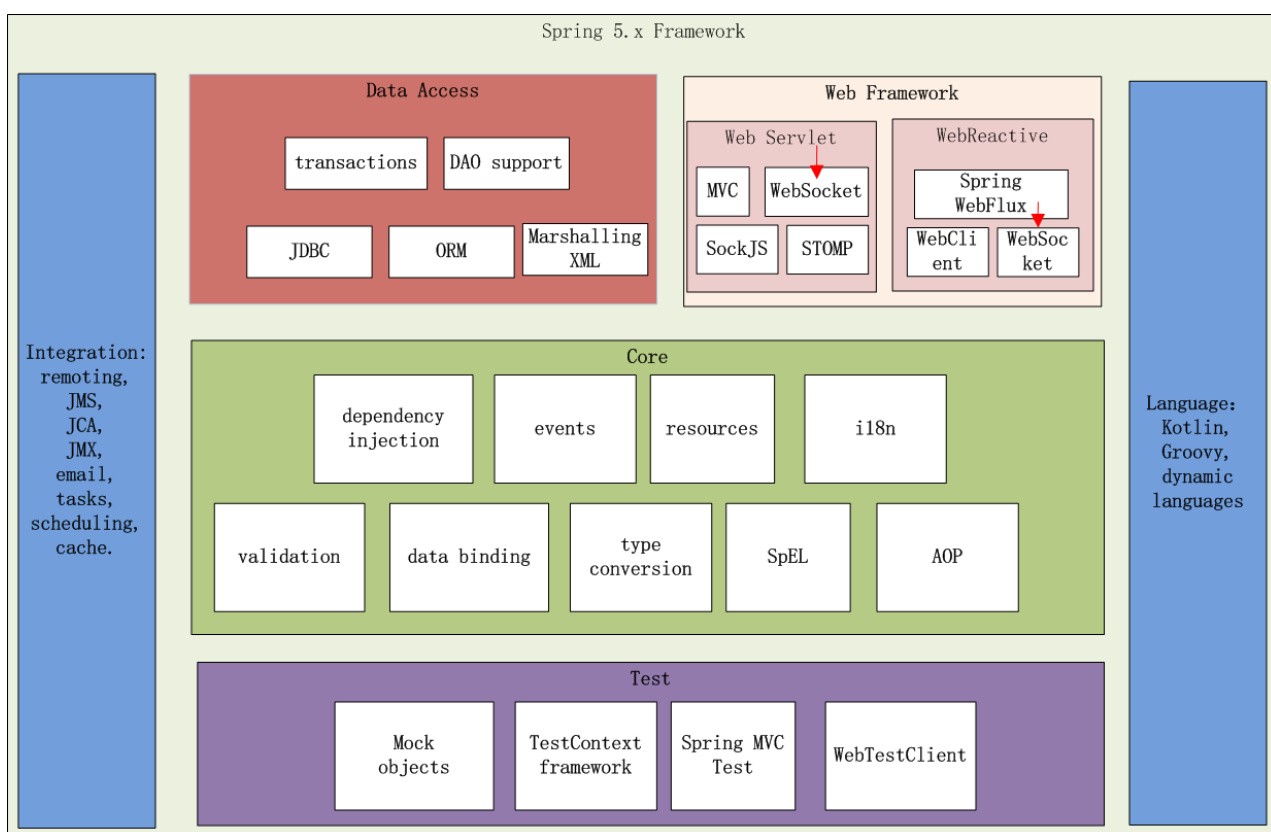 Spring 5.x Framework
Integration:
remoting,
JMS,
JCA,
JMX,
email,
tasks,
scheduling,
cache.
Data Access
transactions
DAO support
JDBC
ORM
Marshalling
XML
Web Framework
Web Servlet
MVC
WebSocket
SockJS
STOMP
WebReactive
Spring
WebFlux
WebCli
ent
WebSoc
ket
Core
dependency
injection
events
resources
i18n
validation
data binding
type
conversion
SpEL
AOP
Test
Mock
objects
TestContext
framework
Spring MVC
Test
WebTestClient
Language：
Kotlin,
Groovy,
dynamic
languages